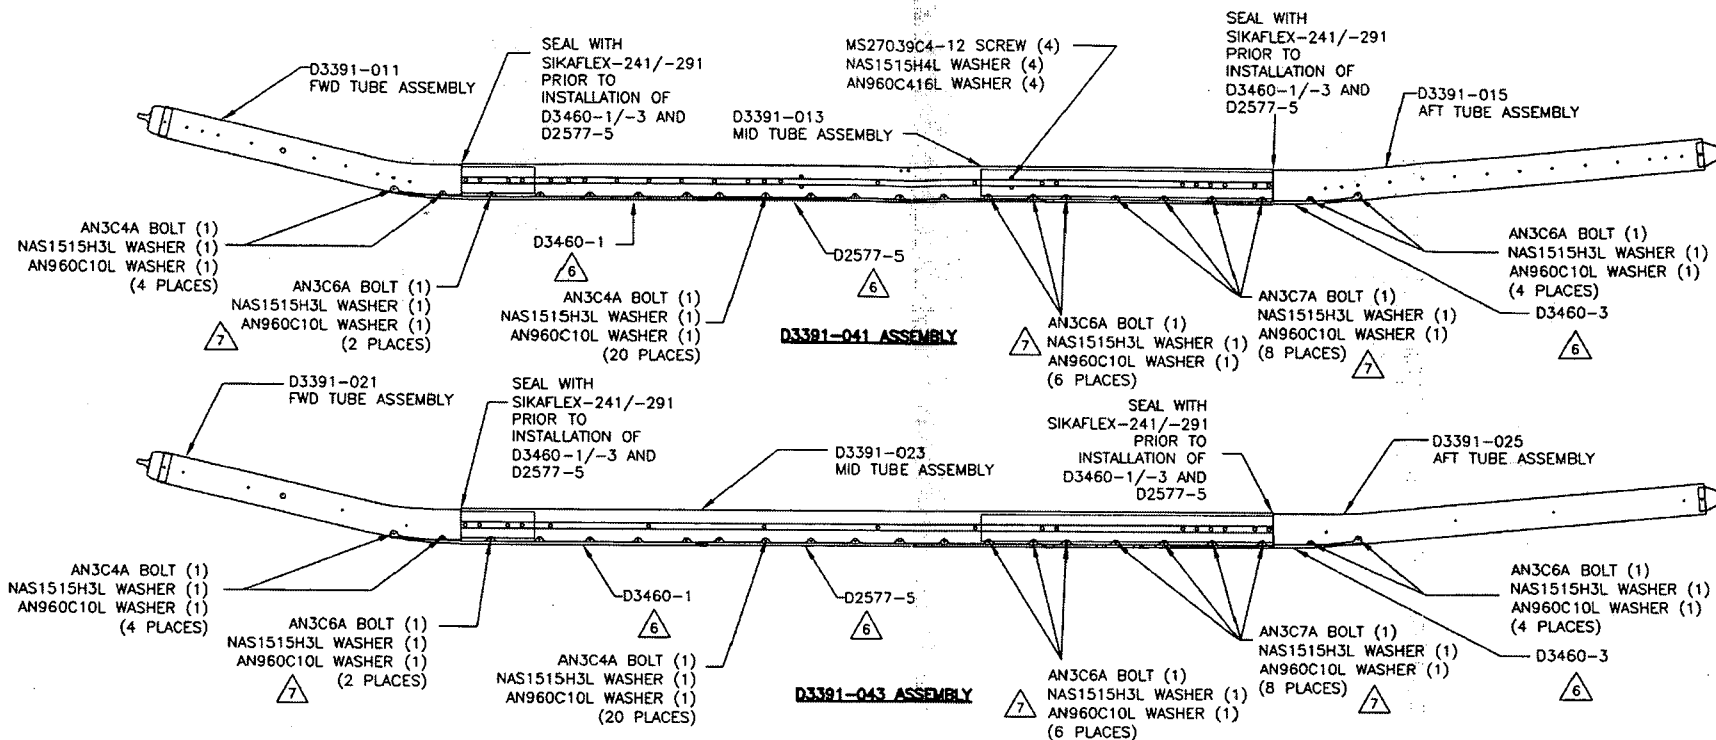 D3391-011
FWD TUBE ASSEMBLY
SEAL WITH
SIKAFLEX-241/-291
PRIOR TO
INSTALLATION OF
D3460-1/-3 AND
D2577-5
MS27039C4-12 SCREW (4)
NAS1515H4L WASHER (4)
AN960C416L WASHER (4)
D3391-013
MID TUBE ASSEMBLY
SEAL WITH
SIKAFLEX-241/-291
PRIOR TO
INSTALLATION OF
D3460-1/-3 AND
D2577-5
D3391-015
AFT TUBE ASSEMBLY
AN3C4A BOLT (1)
NAS1515H3L WASHER (1)
AN960C10L WASHER (1)
(4 PLACES)
AN3C6A BOLT (1)
NAS1515H3L WASHER (1)
AN960C10L WASHER (1)
(2 PLACES)
7
D3460-1
6
AN3C4A BOLT (1)
NAS1515H3L WASHER (1)
AN960C10L WASHER (1)
(20 PLACES)
D2577-5
6
D3391-041 ASSEMBLY
7
AN3C6A BOLT (1)
NAS1515H3L WASHER (1)
AN960C10L WASHER (1)
(6 PLACES)
AN3C7A BOLT (1)
NAS1515H3L WASHER (1)
AN960C10L WASHER (1)
(8 PLACES)
7
AN3C6A BOLT (1)
NAS1515H3L WASHER (1)
AN960C10L WASHER (1)
(4 PLACES)
D3460-3
6
D3391-021
FWD TUBE ASSEMBLY
SEAL WITH
SIKAFLEX-241/-291
PRIOR TO
INSTALLATION OF
D3460-1/-3 AND
D2577-5
D3391-023
MID TUBE ASSEMBLY
SEAL WITH
SIKAFLEX-241/-291
PRIOR TO
INSTALLATION OF
D3460-1/-3 AND
D2577-5
D3391-025
AFT TUBE ASSEMBLY
AN3C4A BOLT (1)
NAS1515H3L WASHER (1)
AN960C10L WASHER (1)
(4 PLACES)
AN3C6A BOLT (1)
NAS1515H3L WASHER (1)
AN960C10L WASHER (1)
(2 PLACES)
7
D3460-1
6
AN3C4A BOLT (1)
NAS1515H3L WASHER (1)
AN960C10L WASHER (1)
(20 PLACES)
D2577-5
6
D3391-043 ASSEMBLY
7
AN3C6A BOLT (1)
NAS1515H3L WASHER (1)
AN960C10L WASHER (1)
(6 PLACES)
AN3C7A BOLT (1)
NAS1515H3L WASHER (1)
AN960C10L WASHER (1)
(8 PLACES)
7
AN3C6A BOLT (1)
NAS1515H3L WASHER (1)
AN960C10L WASHER (1)
(4 PLACES)
D3460-3
6